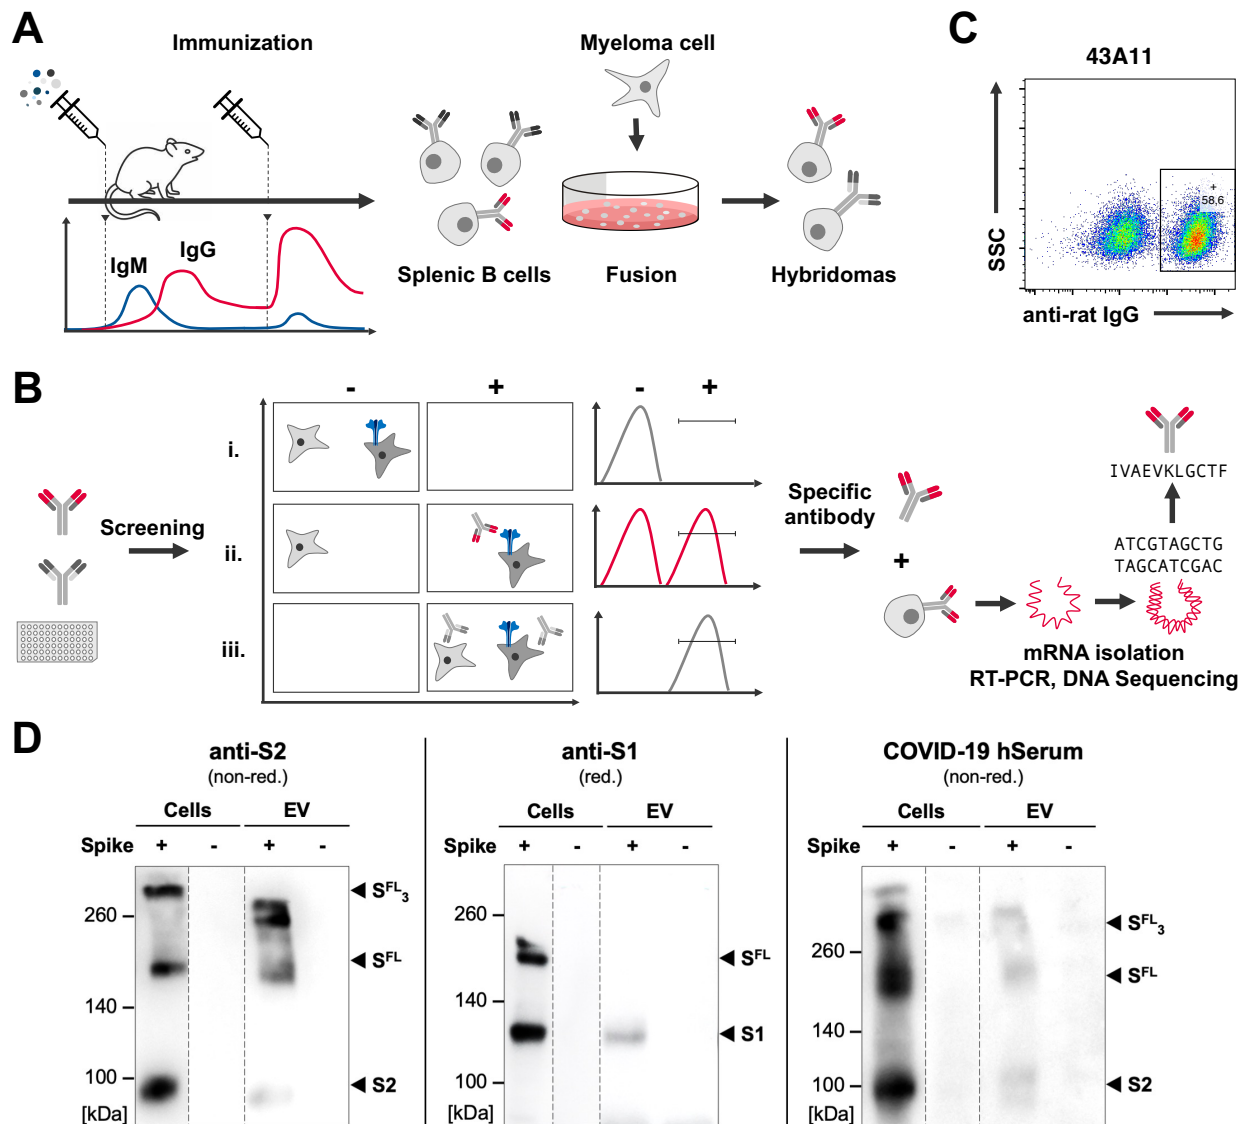 A
Immunization
Myeloma cell
IgM
IgG
Splenic B cells
Fusion
Hybridomas
C
43A11
SSC
+
58,6
anti-rat IgG
B
- +
- +
i.
ii.
iii.
Screening
Specific
antibody
+
IVAEVKLGCTF
ATCGTAGCTG
TAGCATCGAC
mRNA isolation
RT-PCR, DNA Sequencing
D
anti-S2
(non-red.)
Cells EV
Spike + - + -
260
140
100
[kDa]
SFL3
SFL
S2
anti-S1
(red.)
Cells EV
Spike + - + -
260
140
100
[kDa]
SFL
S1
COVID-19 hSerum
(non-red.)
Cells EV
Spike + - + -
260
140
100
[kDa]
SFL3
SFL
S2